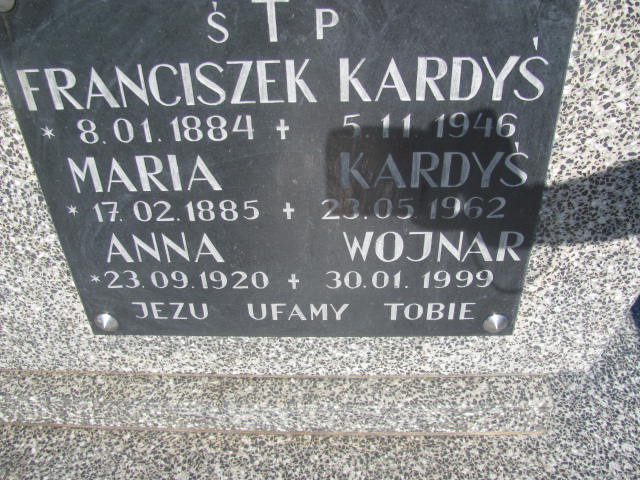 Ś † P
FRANCISZEK KARDYŚ
* 8.01.1884 + 5.11.1946
MARIA KARDYŚ
* 17.02.1885 + 23.05.1962
ANNA WOJNAR
*23.09.1920 + 30.01.1999
JEZU UFAMY TOBIE